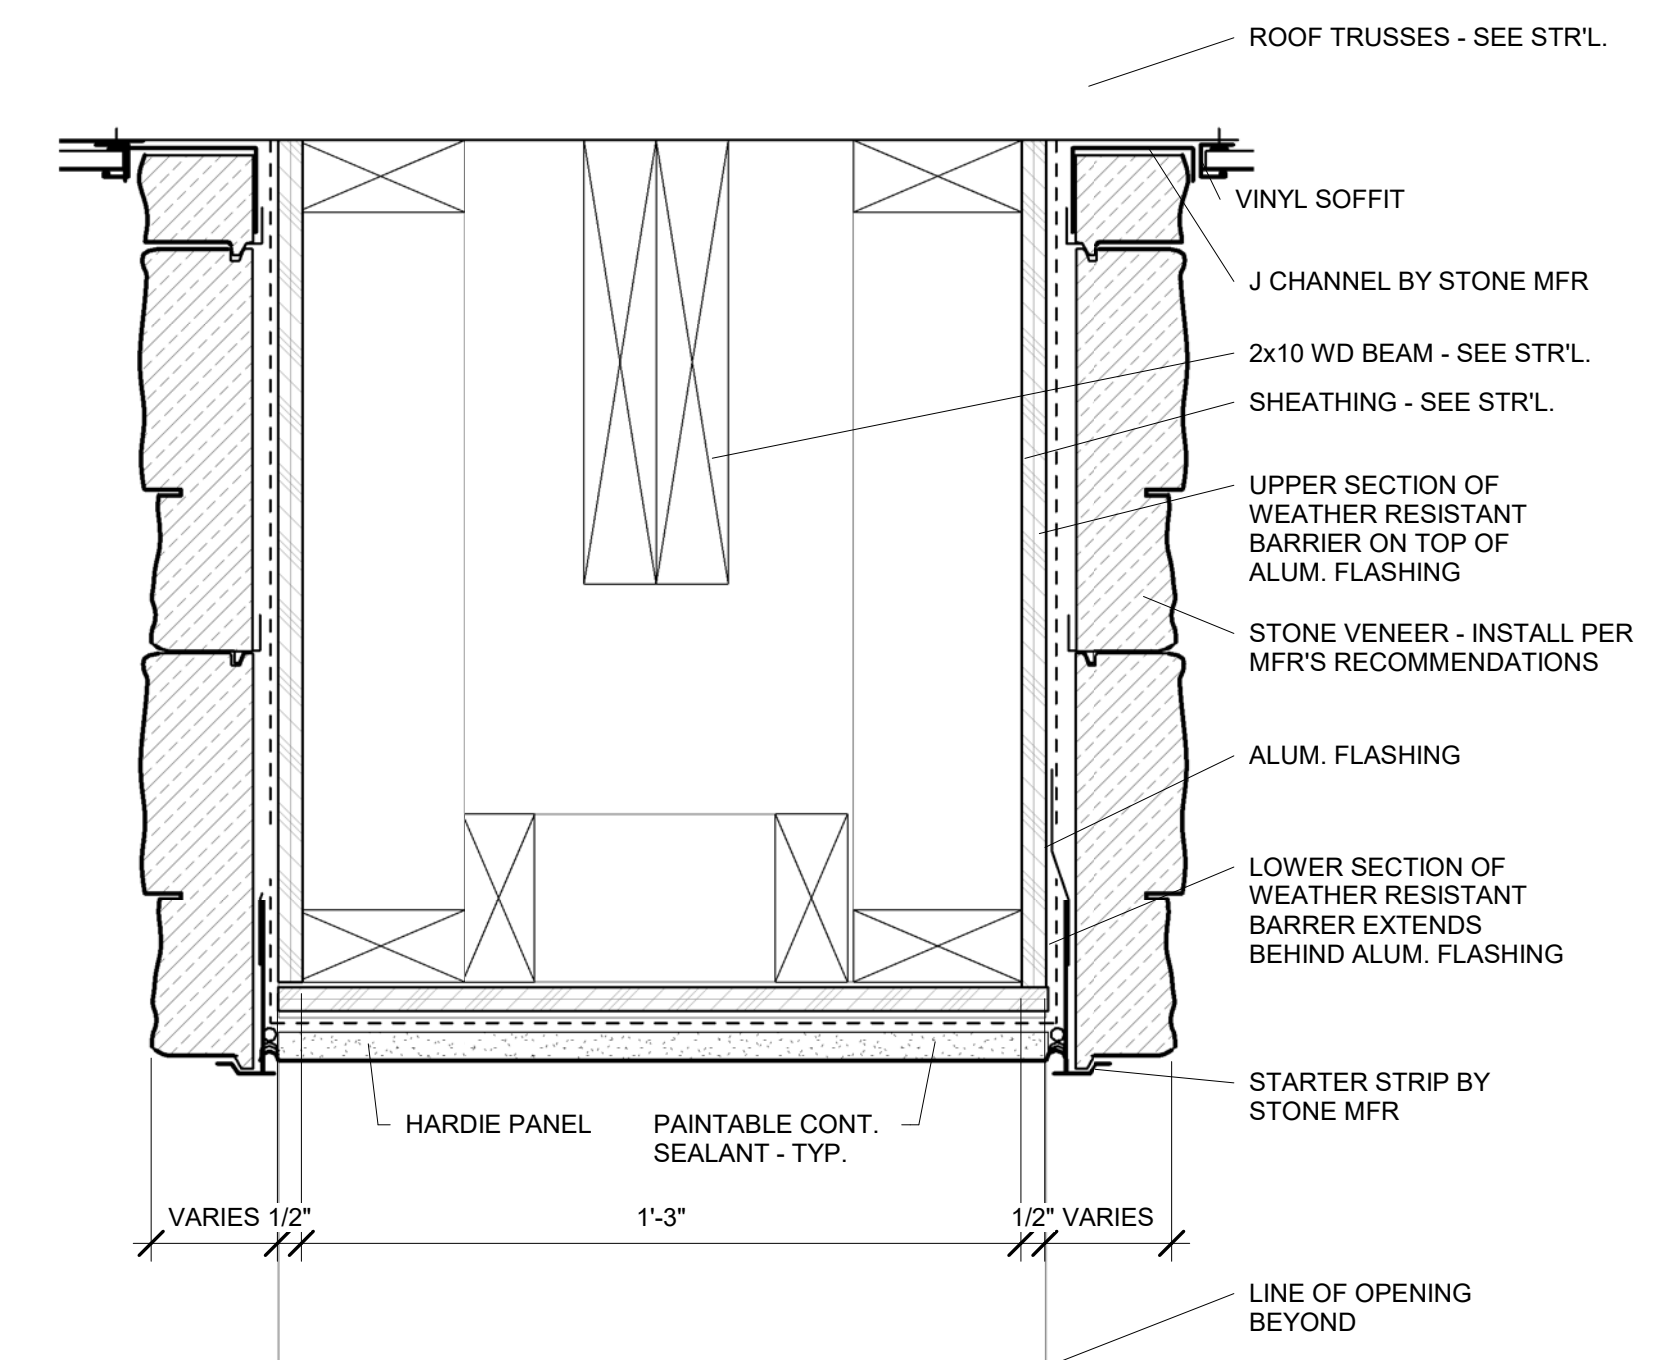 ROOF TRUSSES - SEE STR'L.
VINYL SOFFIT
J CHANNEL BY STONE MFR
2x10 WD BEAM - SEE STR'L.
SHEATHING - SEE STR'L.
UPPER SECTION OF
WEATHER RESISTANT
BARRIER ON TOP OF
ALUM. FLASHING
STONE VENEER - INSTALL PER
MFR'S RECOMMENDATIONS
ALUM. FLASHING
LOWER SECTION OF
WEATHER RESISTANT
BARRER EXTENDS
BEHIND ALUM. FLASHING
STARTER STRIP BY
STONE MFR
HARDIE PANEL
PAINTABLE CONT.
SEALANT - TYP.
VARIES 1/2" 1'-3" 1/2" VARIES
LINE OF OPENING
BEYOND